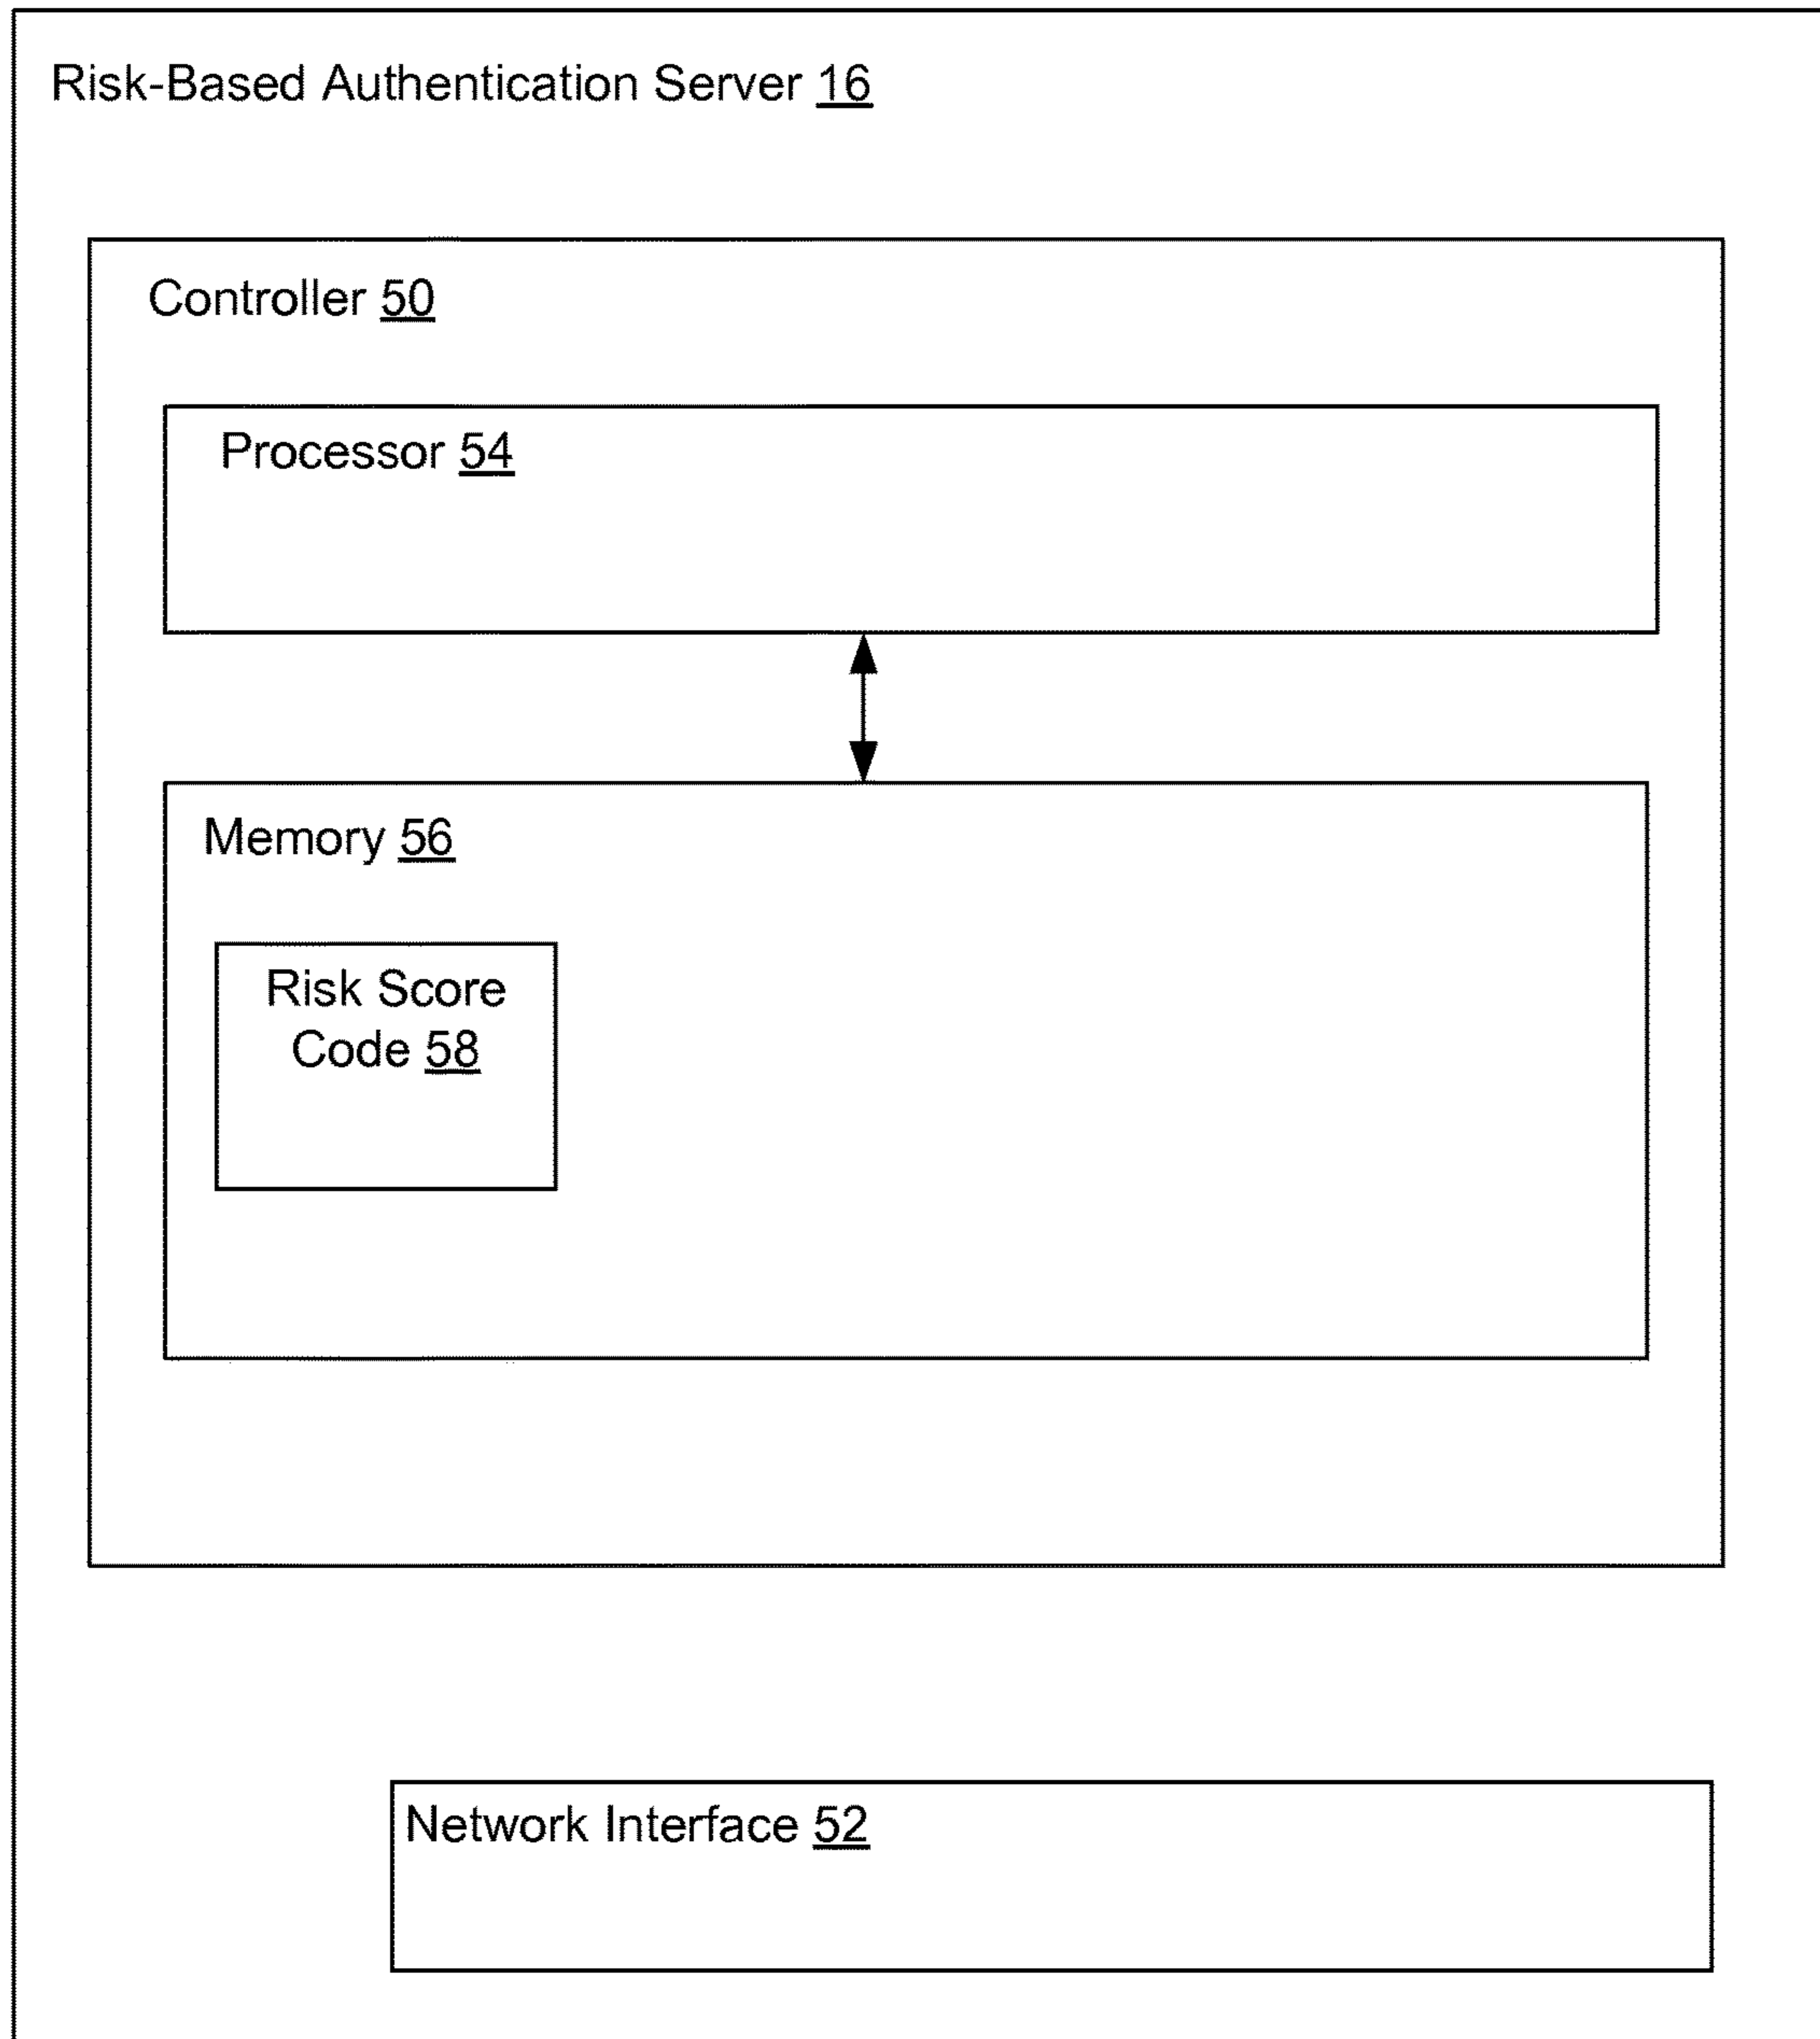 Risk-Based Authentication Server 16
Controller 50
Processor 54
Memory 56
Risk Score
Code 58
Network Interface 52